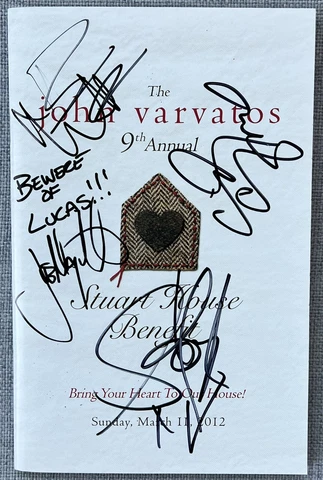 The
john varvatos
9th Annual
BEWERE
OF
LUCAS!!!
Stuart House
Benefit
Bring Your Heart To Our House!
Sunday, March 11, 2012